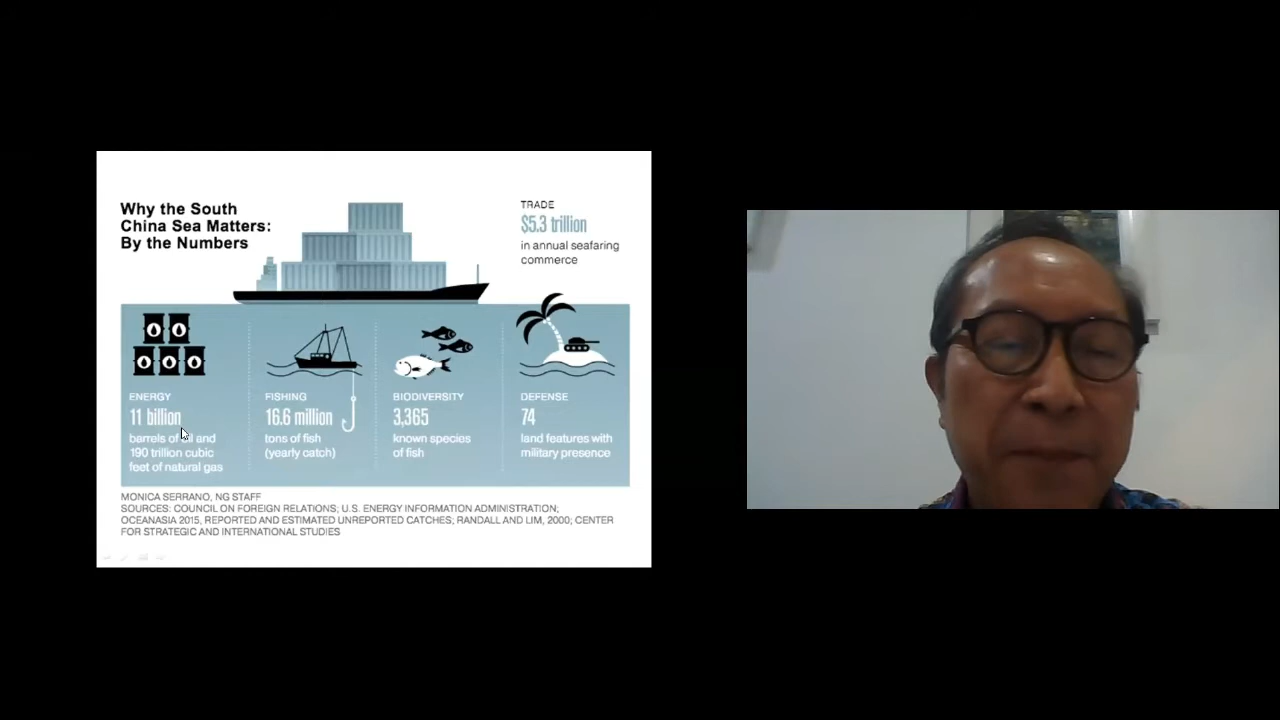 Why the South
China Sea Matters:
By the Numbers
TRADE
$5.3 trillion
in annual seafaring
commerce
ENERGY
11 billion
barrels of oil and
190 trillion cubic
feet of natural gas
FISHING
16.6 million
tons of fish
(yearly catch)
BIODIVERSITY
3,365
known species
of fish
DEFENSE
74
land features with
military presence
MONICA SERRANO, NG STAFF
SOURCES: COUNCIL ON FOREIGN RELATIONS; U.S. ENERGY INFORMATION ADMINISTRATION;
OCEANASIA 2015, REPORTED AND ESTIMATED UNREPORTED CATCHES; RANDALL AND LIM, 2000; CENTER
FOR STRATEGIC AND INTERNATIONAL STUDIES